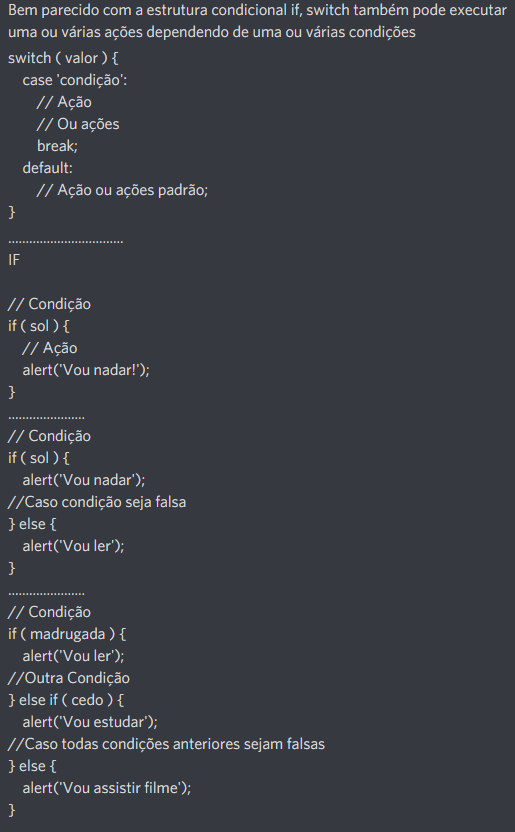 Bem parecido com a estrutura condicional if, switch também pode executar
uma ou várias ações dependendo de uma ou várias condições
switch ( valor ) {
case 'condição':
// Ação
// Ou ações
break;
default:
// Ação ou ações padrão;
}
.................................
IF
// Condição
if ( sol ) {
// Ação
alert('Vou nadar!');
}
......................
// Condição
if ( sol ) {
alert('Vou nadar');
//Caso condição seja falsa
} else {
alert('Vou ler');
}
......................
// Condição
if ( madrugada ) {
alert('Vou ler');
//Outra Condição
} else if ( cedo ) {
alert('Vou estudar');
//Caso todas condições anteriores sejam falsas
} else {
alert('Vou assistir filme');
}